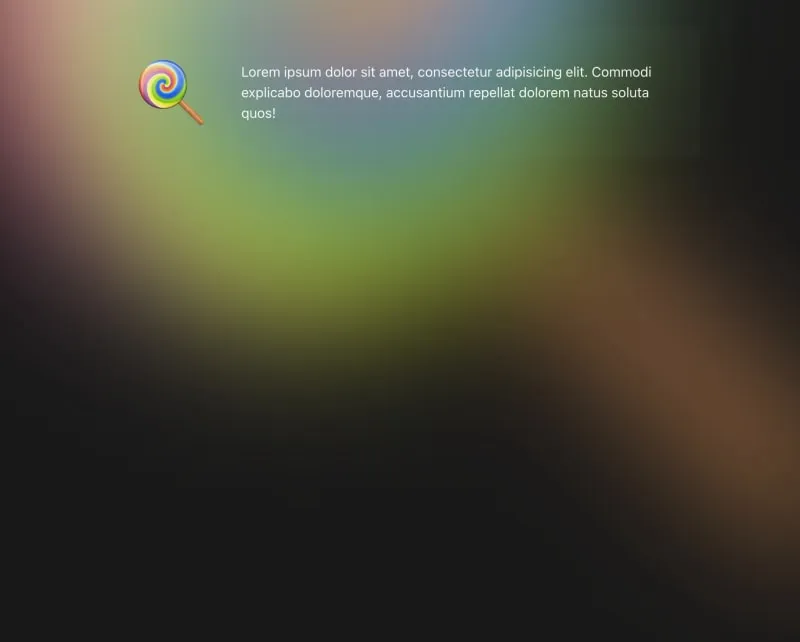 Lorem ipsum dolor sit amet, consectetur adipisicing elit. Commodi
explicabo doloremque, accusantium repellat dolorem natus soluta
quos!